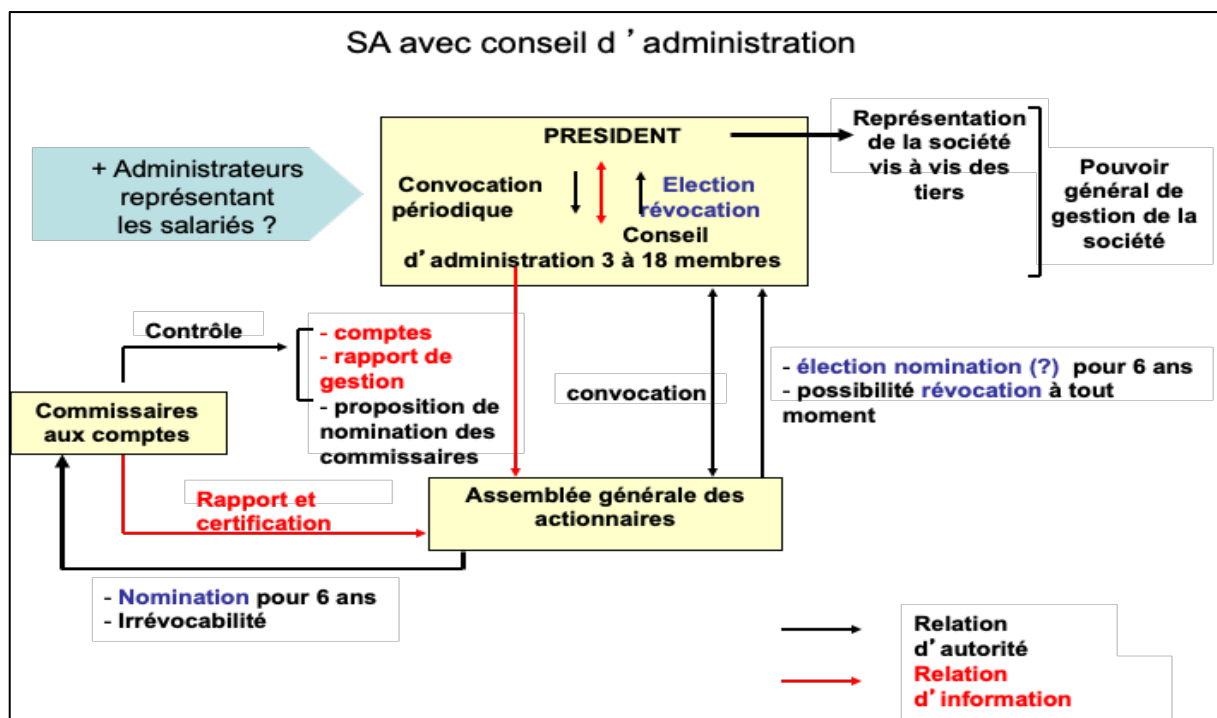 SA avec conseil d ’ administration
+ Administrateurs
représentant
les salariés ?
PRESIDENT
Convocation
périodique
Election
révocation
Conseil
d’administration 3 à 18 membres
Représentation
de la société
vis à vis des
tiers
Pouvoir
général de
gestion de la
société
Contrôle
- comptes
- rapport de
gestion
- proposition de
nomination des
commissaires
convocation
- élection nomination (?) pour 6 ans
- possibilité révocation à tout
moment
Commissaires
aux comptes
Rapport et
certification
Assemblée générale des
actionnaires
- Nomination pour 6 ans
- Irrévocabilité
Relation
d’autorité
Relation
d’information